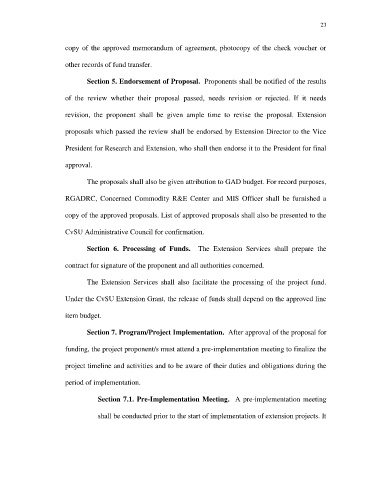 23
copy of the approved memorandum of agreement, photocopy of the check voucher or
other records of fund transfer.
Section 5. Endorsement of Proposal. Proponents shall be notified of the results
of the review whether their proposal passed, needs revision or rejected. If it needs
revision, the proponent shall be given ample time to revise the proposal. Extension
proposals which passed the review shall be endorsed by Extension Director to the Vice
President for Research and Extension, who shall then endorse it to the President for final
approval.
The proposals shall also be given attribution to GAD budget. For record purposes,
RGADRC, Concerned Commodity R&E Center and MIS Officer shall be furnished a
copy of the approved proposals. List of approved proposals shall also be presented to the
CvSU Administrative Council for confirmation.
Section 6. Processing of Funds. The Extension Services shall prepare the
contract for signature of the proponent and all authorities concerned.
The Extension Services shall also facilitate the processing of the project fund.
Under the CvSU Extension Grant, the release of funds shall depend on the approved line
item budget.
Section 7. Program/Project Implementation. After approval of the proposal for
funding, the project proponent/s must attend a pre-implementation meeting to finalize the
project timeline and activities and to be aware of their duties and obligations during the
period of implementation.
Section 7.1. Pre-Implementation Meeting. A pre-implementation meeting
shall be conducted prior to the start of implementation of extension projects. It